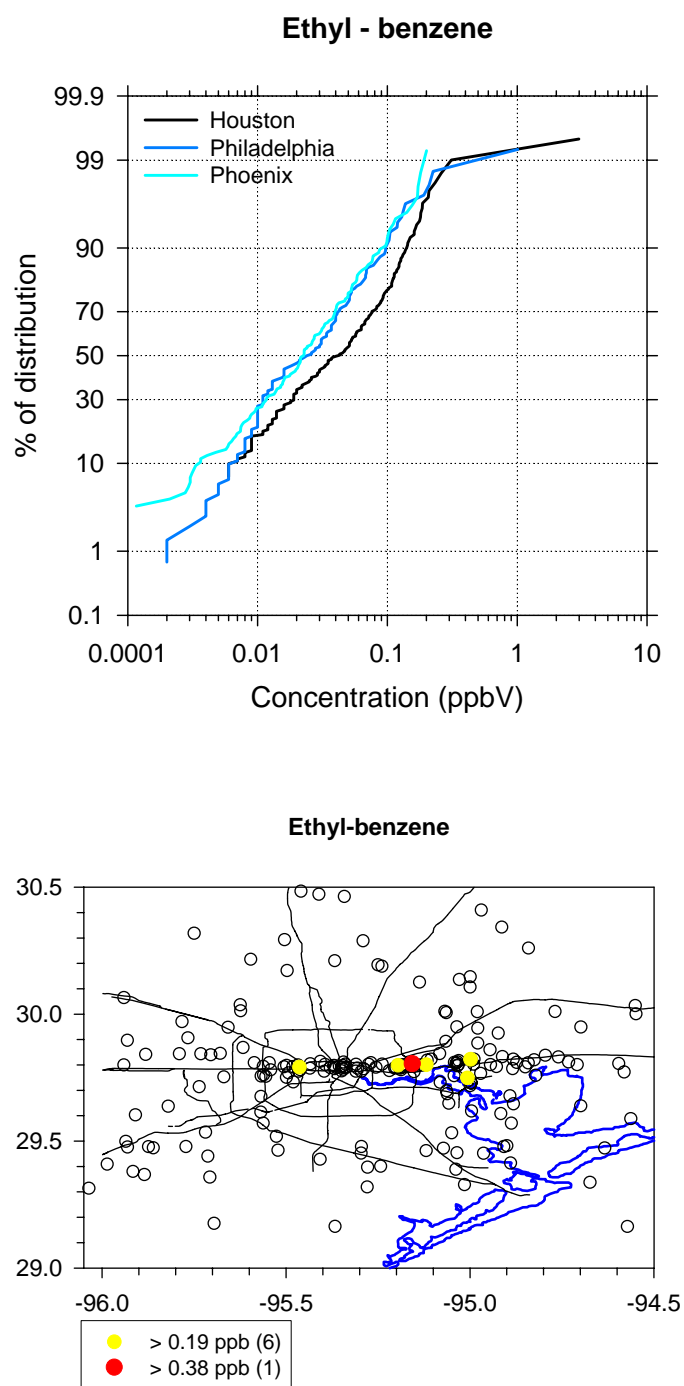 Ethyl - benzene
99.9
99
90
70
50
30
10
1
0.1
% of distribution
Houston
Philadelphia
Phoenix
0.0001 0.01 0.1 1 10
Concentration (ppbV)
Ethyl-benzene
30.5
30.0
29.5
29.0
-96.0 -95.5 -95.0 -94.5
> 0.19 ppb (6)
> 0.38 ppb (1)